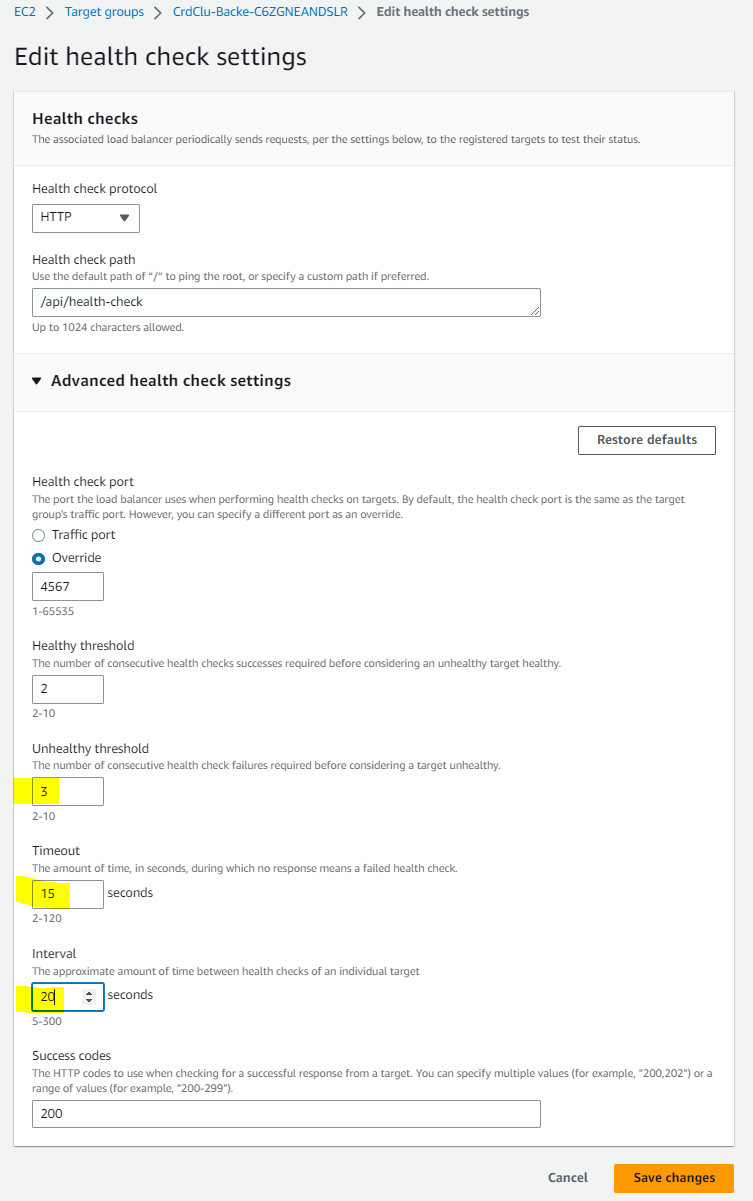 EC2 > Target groups > CrdClu-Backe-C6ZGNEANDSLR > Edit health check settings
Edit health check settings
Health checks
The associated load balancer periodically sends requests, per the settings below, to the registered targets to test their status.
Health check protocol
HTTP
Health check path
Use the default path of "/" to ping the root, or specify a custom path if preferred.
/api/health-check
Up to 1024 characters allowed.
Advanced health check settings
Restore defaults
Health check port
The port the load balancer uses when performing health checks on targets. By default, the health check port is the same as the target
group's traffic port. However, you can specify a different port as an override.
Traffic port
Override
4567
1-65535
Healthy threshold
The number of consecutive health checks successes required before considering an unhealthy target healthy.
2
2-10
Unhealthy threshold
The number of consecutive health check failures required before considering a target unhealthy.
3
2-10
Timeout
The amount of time, in seconds, during which no response means a failed health check.
15 seconds
2-120
Interval
The approximate amount of time between health checks of an individual target
20 seconds
5-300
Success codes
The HTTP codes to use when checking for a successful response from a target. You can specify multiple values (for example, "200,202") or a
range of values (for example, "200-299").
200
Cancel Save changes